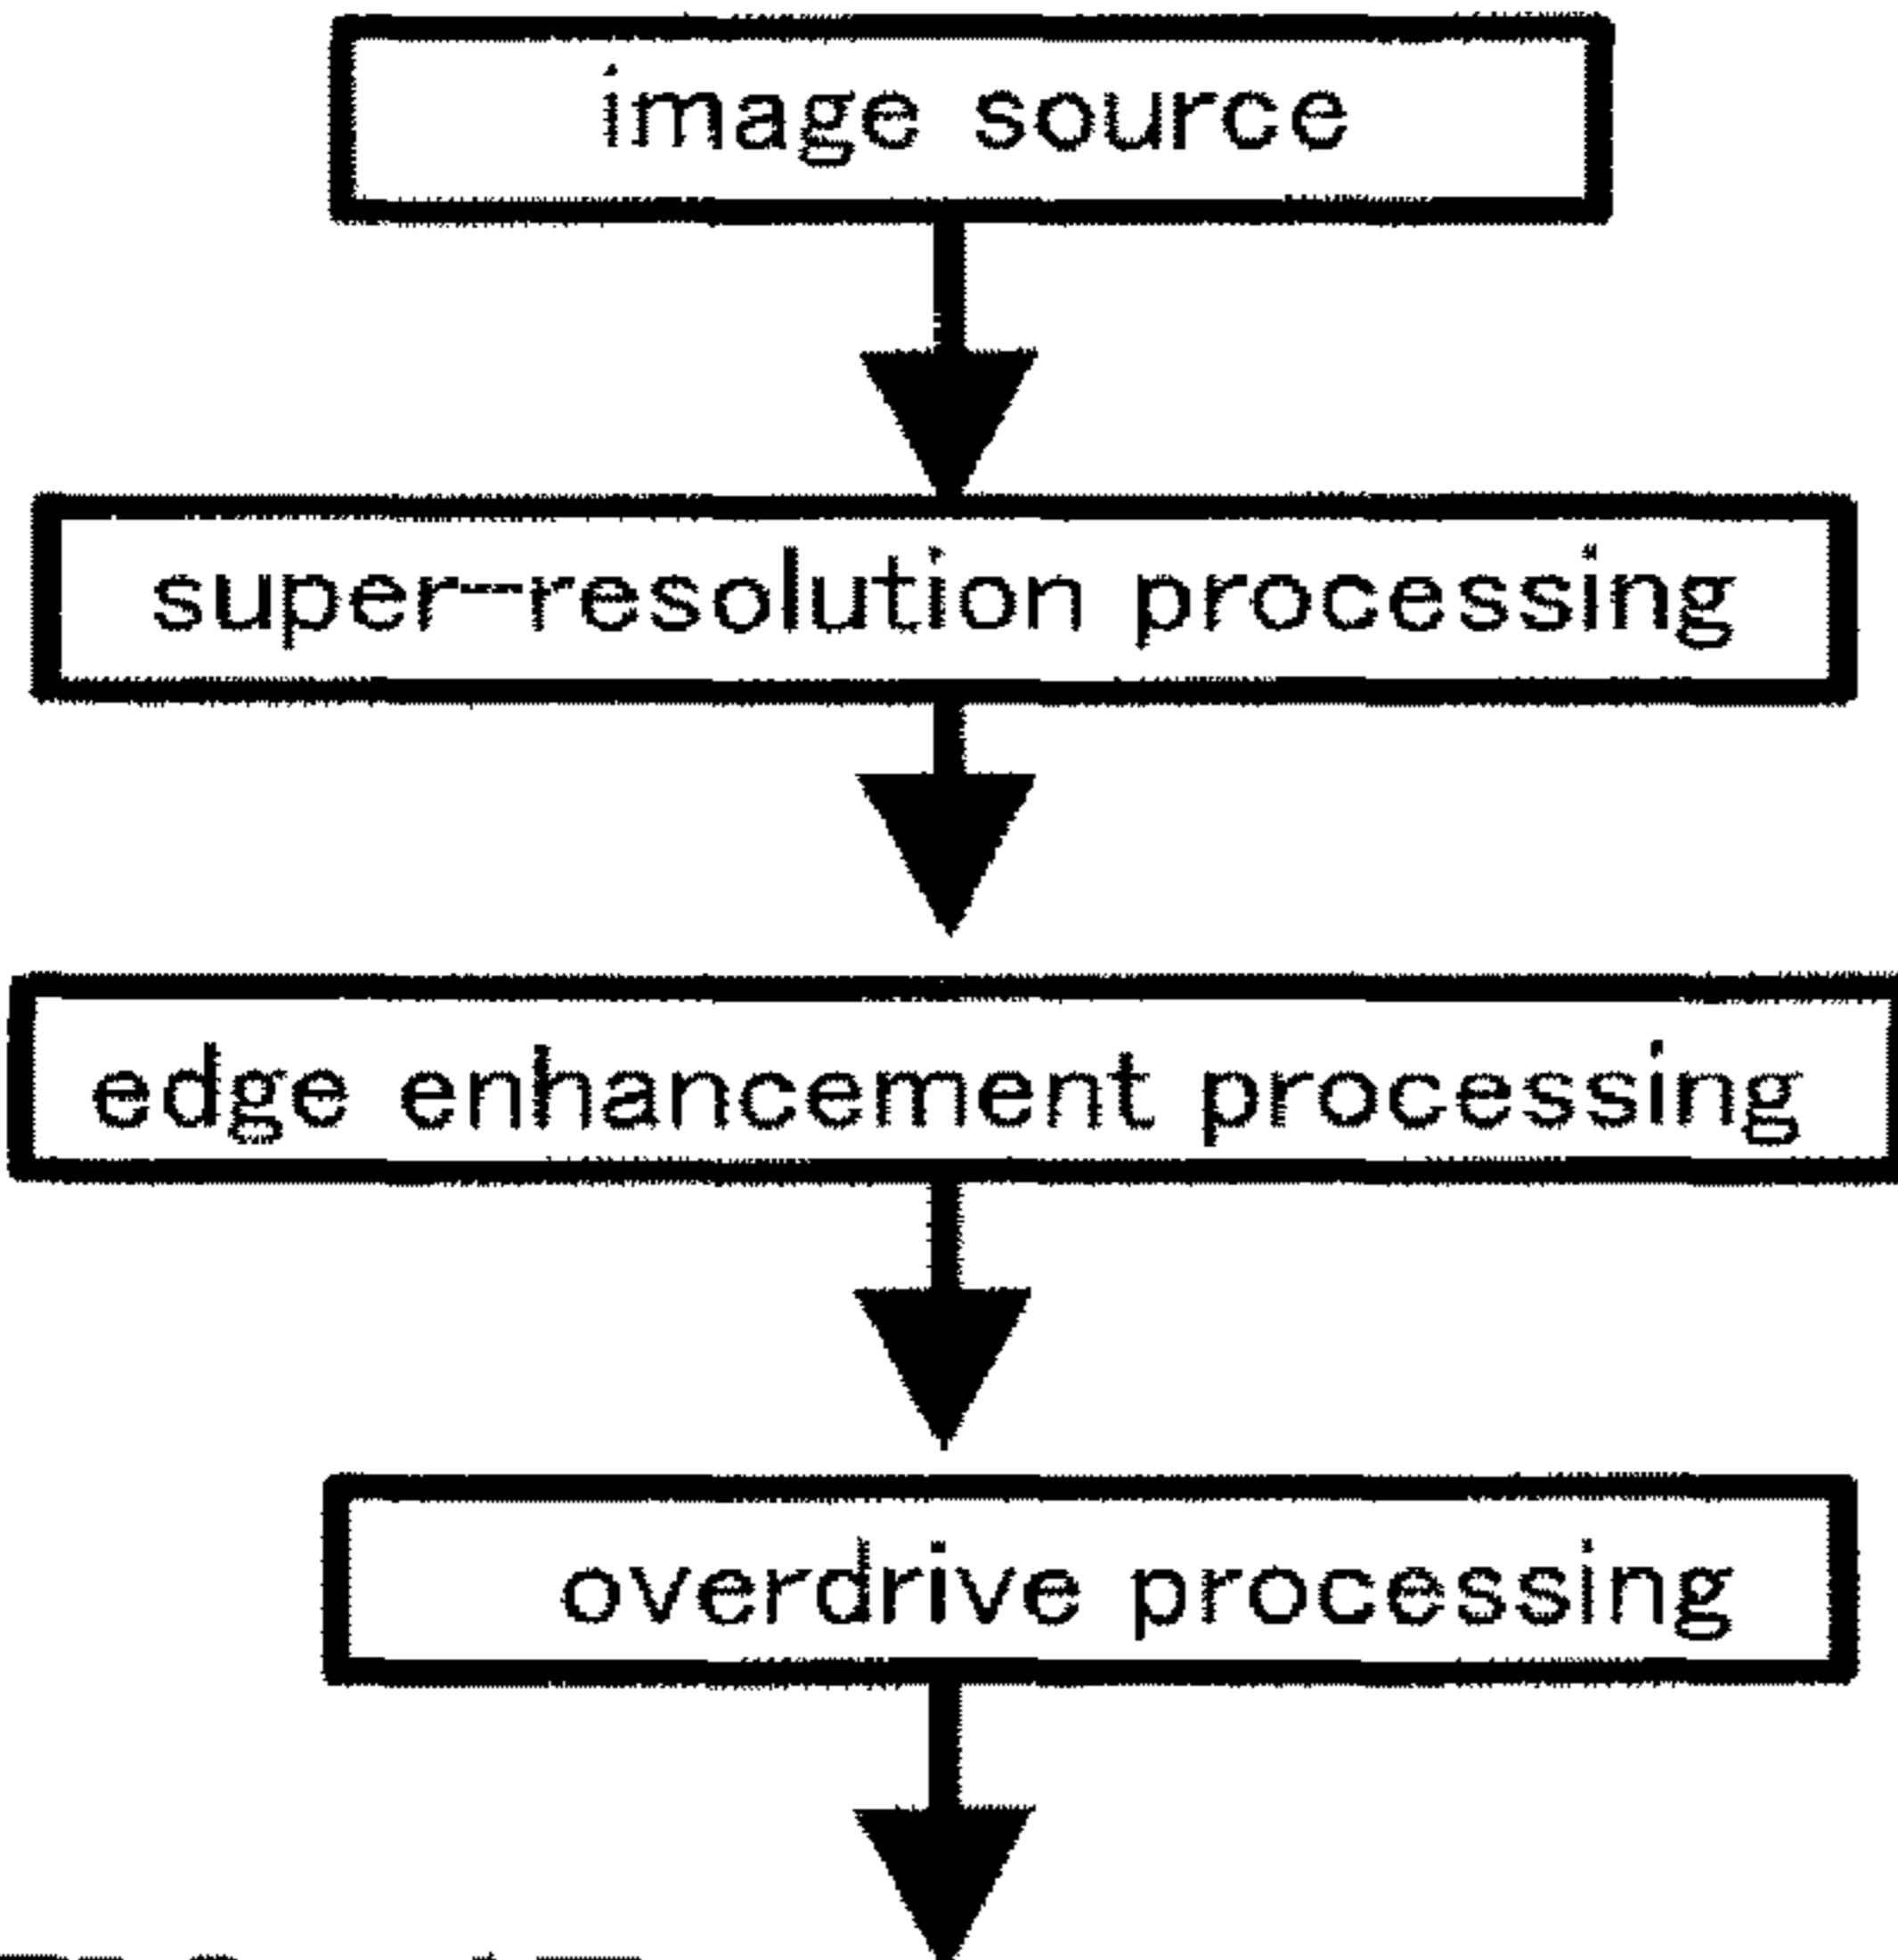 image source
super-resolution processing
edge enhancement processing
overdrive processing